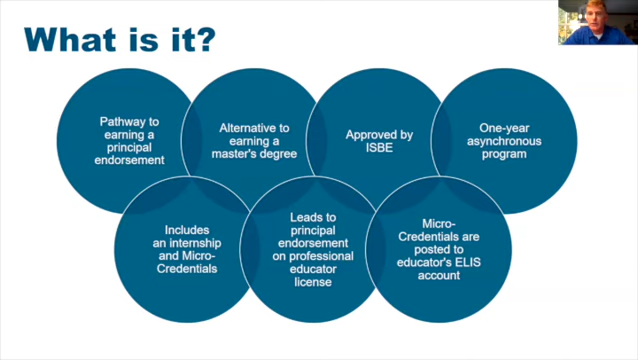 What is it?
Pathway to
earning a
principal
endorsement
Alternative to
earning a
master's degree
Approved by
ISBE
One-year
asynchronous
program
Includes
an internship
and Micro-
Credentials
Leads to
principal
endorsement
on professional
educator
license
Micro-
Credentials are
posted to
educator's ELIS
account